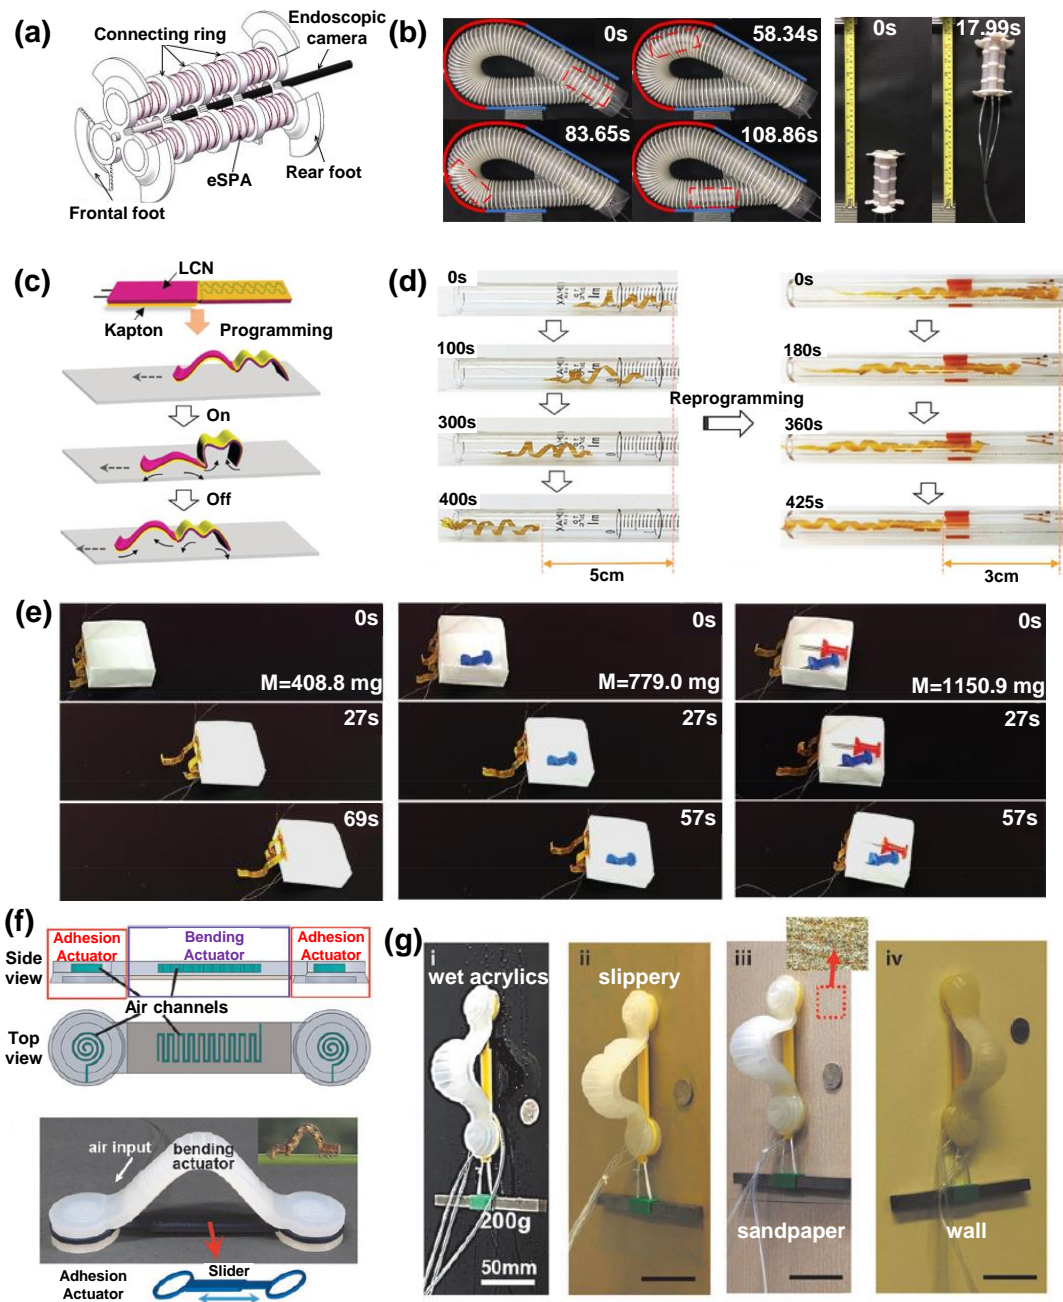 (a)
Connecting ring
Endoscopic
camera
eSPA
Rear foot
Frontal foot
(b)
0s
58.34s
83.65s
108.86s
0s
17.99s
(c)
LCN
Kapton
Programming
On
Off
(d)
0s
100s
300s
400s
5cm
Reprogramming
0s
180s
360s
425s
3cm
(e)
0s
M=408.8 mg
27s
69s
0s
M=779.0 mg
27s
57s
0s
M=1150.9 mg
27s
57s
(f)
Adhesion
Actuator
Bending
Actuator
Adhesion
Actuator
Side
view
Air channels
Top
view
air input
bending
actuator
Slider
Adhesion
Actuator
(g)
i
wet acrylics
200g
50mm
ii
slippery
iii
sandpaper
iv
wall